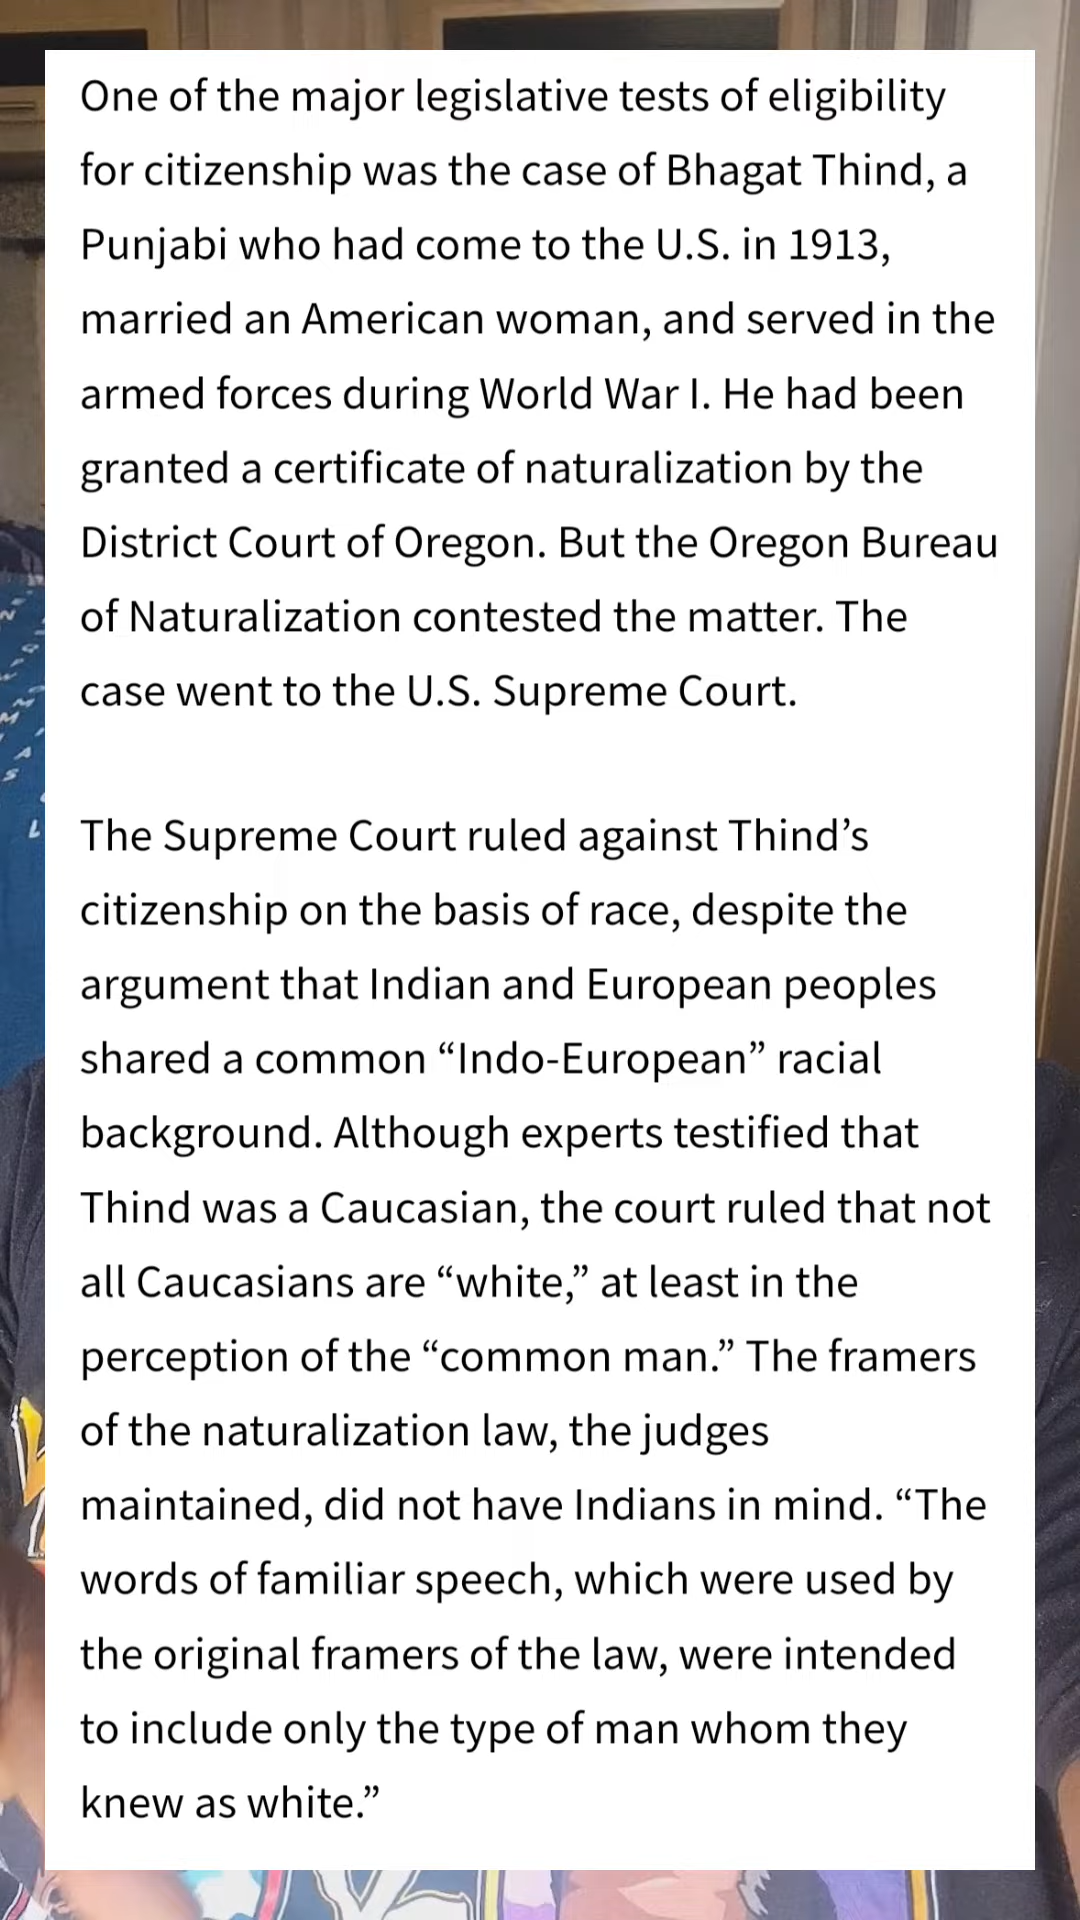 One of the major legislative tests of eligibility
for citizenship was the case of Bhagat Thind, a
Punjabi who had come to the U.S. in 1913,
married an American woman, and served in the
armed forces during World War I. He had been
granted a certificate of naturalization by the
District Court of Oregon. But the Oregon Bureau
of Naturalization contested the matter. The
case went to the U.S. Supreme Court.
The Supreme Court ruled against Thind’s
citizenship on the basis of race, despite the
argument that Indian and European peoples
shared a common “Indo-European” racial
background. Although experts testified that
Thind was a Caucasian, the court ruled that not
all Caucasians are “white,” at least in the
perception of the “common man.” The framers
of the naturalization law, the judges
maintained, did not have Indians in mind. “The
words of familiar speech, which were used by
the original framers of the law, were intended
to include only the type of man whom they
knew as white.”